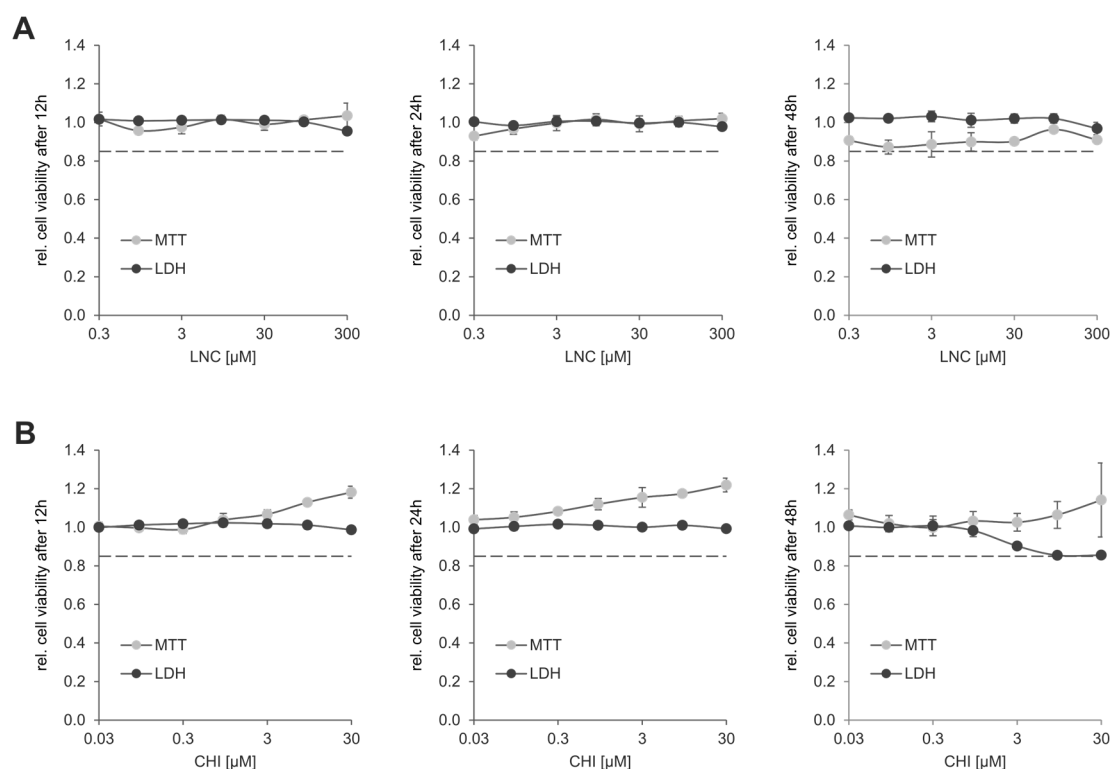 A
rel. cell viability after 12h
1.4
1.2
1.0
0.8
0.6
0.4
0.2
0.0
MTT
LDH
0.3 3 30 300
LNC [µM]
rel. cell viability after 24h
1.4
1.2
1.0
0.8
0.6
0.4
0.2
0.0
MTT
LDH
0.3 3 30 300
LNC [µM]
rel. cell viability after 48h
1.4
1.2
1.0
0.8
0.6
0.4
0.2
0.0
MTT
LDH
0.3 3 30 300
LNC [µM]
B
rel. cell viability after 12h
1.4
1.2
1.0
0.8
0.6
0.4
0.2
0.0
MTT
LDH
0.03 0.3 3 30
CHI [µM]
rel. cell viability after 24h
1.4
1.2
1.0
0.8
0.6
0.4
0.2
0.0
MTT
LDH
0.03 0.3 3 30
CHI [µM]
rel. cell viability after 48h
1.4
1.2
1.0
0.8
0.6
0.4
0.2
0.0
MTT
LDH
0.03 0.3 3 30
CHI [µM]